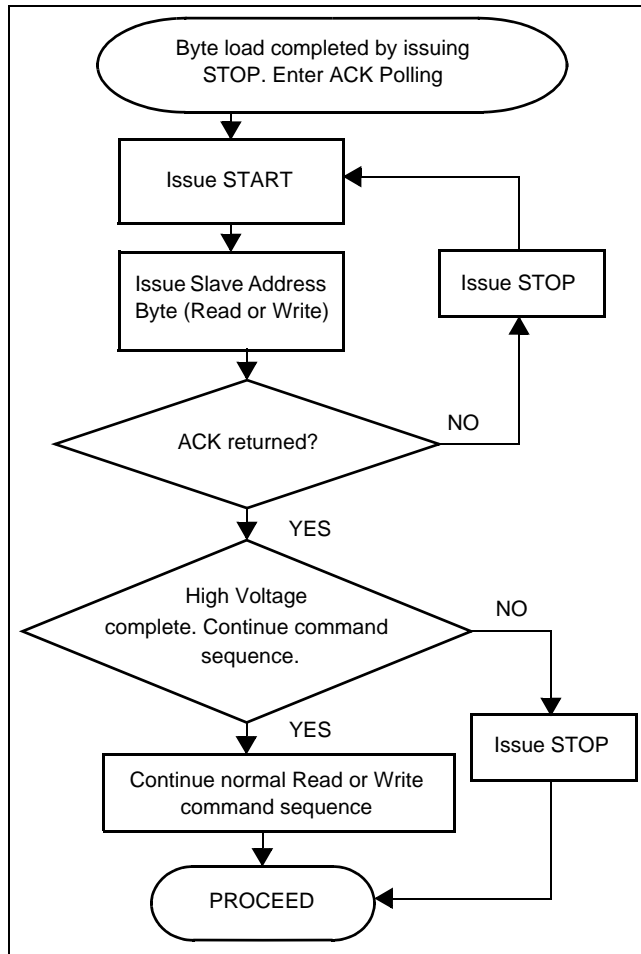 Byte load completed by issuing
STOP. Enter ACK Polling
Issue START
Issue Slave Address
Byte (Read or Write)
Issue STOP
ACK returned?
NO
YES
High Voltage
complete. Continue command
sequence.
NO
YES
Issue STOP
Continue normal Read or Write
command sequence
PROCEED